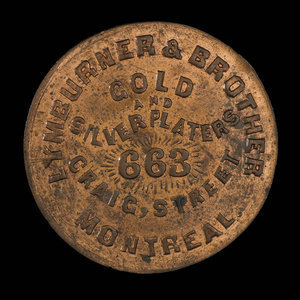 LYMBURNER & BROTHER
GOLD
AND
SILVER PLATERS
663
CRAIG, STREET
MONTREAL.